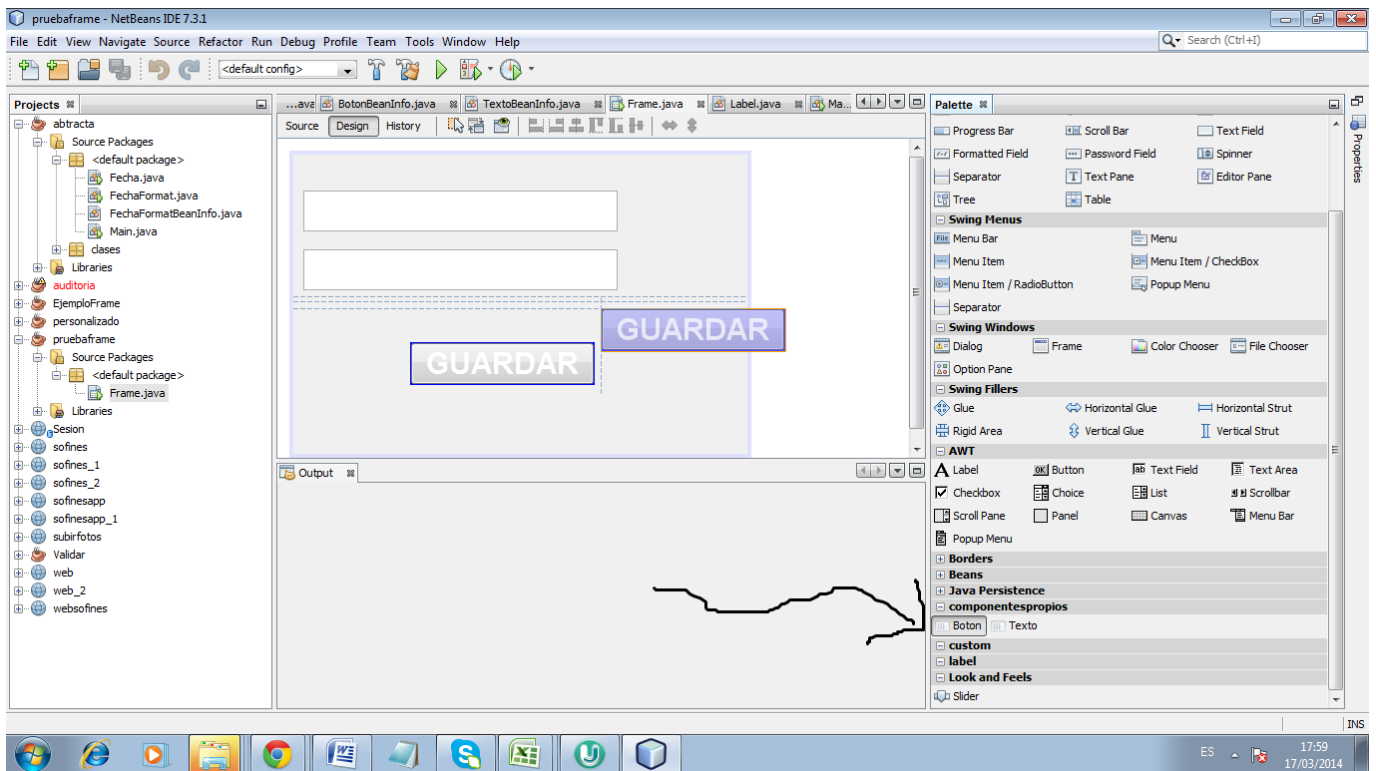 pruebaframe - NetBeans IDE 7.3.1
File Edit View Navigate Source Refactor Run Debug Profile Team Tools Window Help
Search (Ctrl+I)
<default config>
Projects
abtracta
Source Packages
<default package>
Fecha.java
FechaFormat.java
FechaFormatBeanInfo.java
Main.java
clases
Libraries
auditoria
EjemploFrame
personalizado
pruebaframe
Source Packages
<default package>
Frame.java
Libraries
Sesion
sofines
sofines_1
sofines_2
sofinesapp
sofinesapp_1
subirfotos
Validar
web
web_2
websofines
...ava BotonBeanInfo.java TextoBeanInfo.java Frame.java Label.java Ma...
Source Design History
GUARDAR
GUARDAR
Output
Palette
Progress Bar Scroll Bar Text Field
Formatted Field Password Field Spinner
Separator Text Pane Editor Pane
Tree Table
Swing Menus
Menu Bar Menu
Menu Item Menu Item / CheckBox
Menu Item / RadioButton Popup Menu
Separator
Swing Windows
Dialog Frame Color Chooser File Chooser
Option Pane
Swing Fillers
Glue Horizontal Glue Horizontal Strut
Rigid Area Vertical Glue Vertical Strut
AWT
Label Button Text Field Text Area
Checkbox Choice List Scrollbar
Scroll Pane Panel Canvas Menu Bar
Popup Menu
Borders
Beans
Java Persistence
componentespropios
Boton Texto
custom
label
Look and Feels
Slider
Properties
INS
ES
17:59
17/03/2014